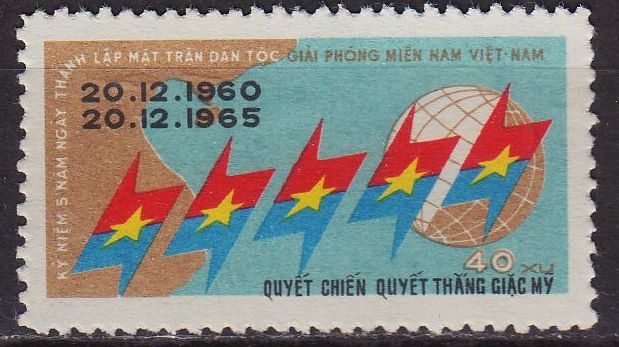 KỶ NIỆM 5 NĂM NGÀY THÀNH LẬP MẶT TRẬN DÂN TỘC GIẢI PHÓNG MIỀN NAM VIỆT-NAM
20.12.1960
20.12.1965
40 XU
QUYẾT CHIẾN QUYẾT THẮNG GIẶC MỸ